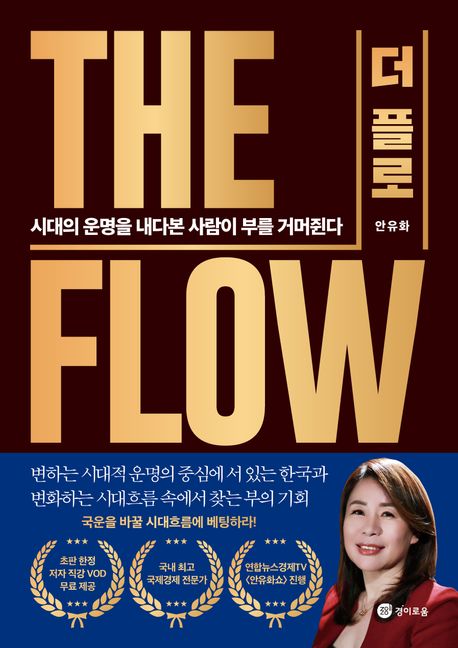 THE
더 플로
시대의 운명을 내다본 사람이 부를 거머쥔다
안유화
FLOW
변하는 시대적 운명의 중심에 서 있는 한국과
변화하는 시대흐름 속에서 찾는 부의 기회
국운을 바꿀 시대흐름에 베팅하라!
초판 한정
저자 직강 VOD
무료 제공
국내 최고
국제경제 전문가
연합뉴스경제TV
〈안유화쇼〉 진행
경이로움